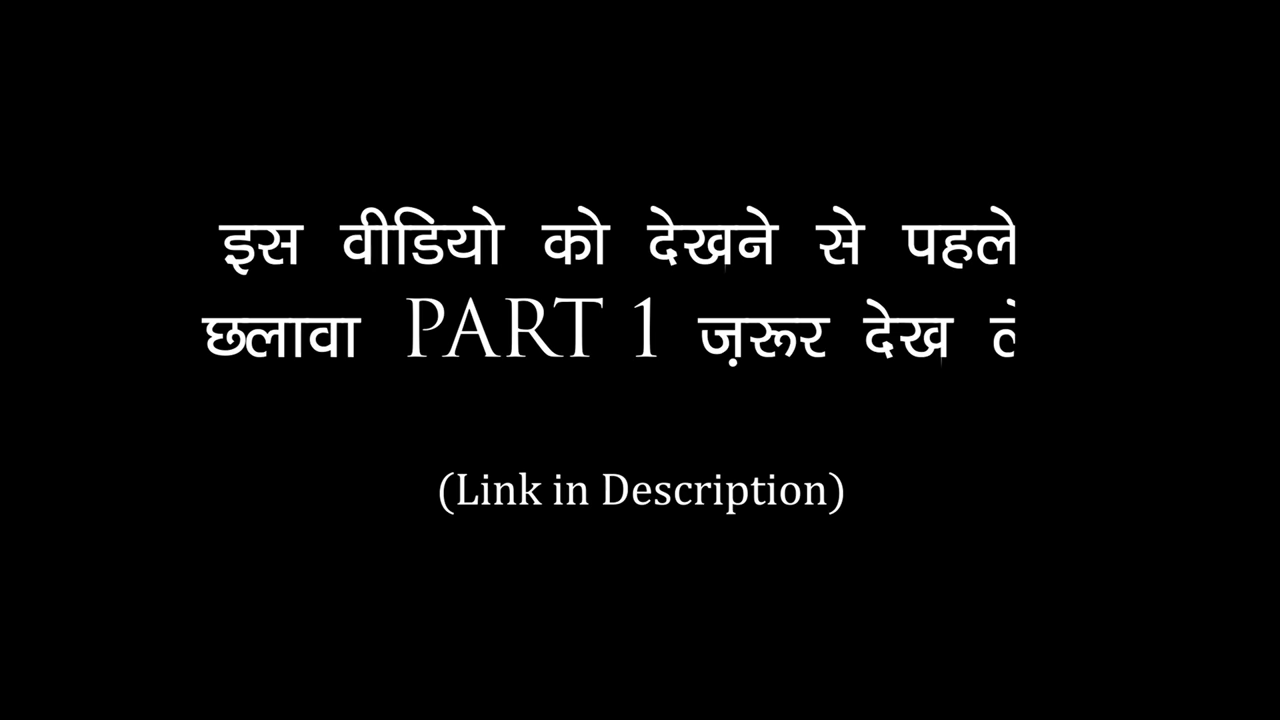 इस वीडियो को देखने से पहले
छलावा PART 1 ज़रूर देख
(Link in Description)